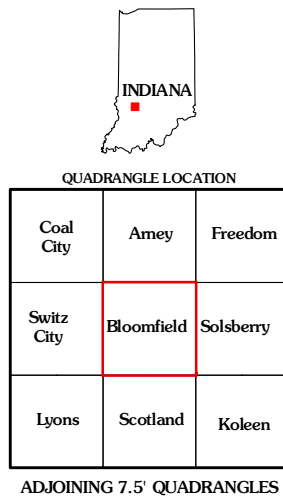 INDIANA
QUADRANGLE LOCATION
Coal
City
Arney
Freedom
Switz
City
Bloomfield
Solsberry
Lyons
Scotland
Koleen
ADJOINING 7.5' QUADRANGLES